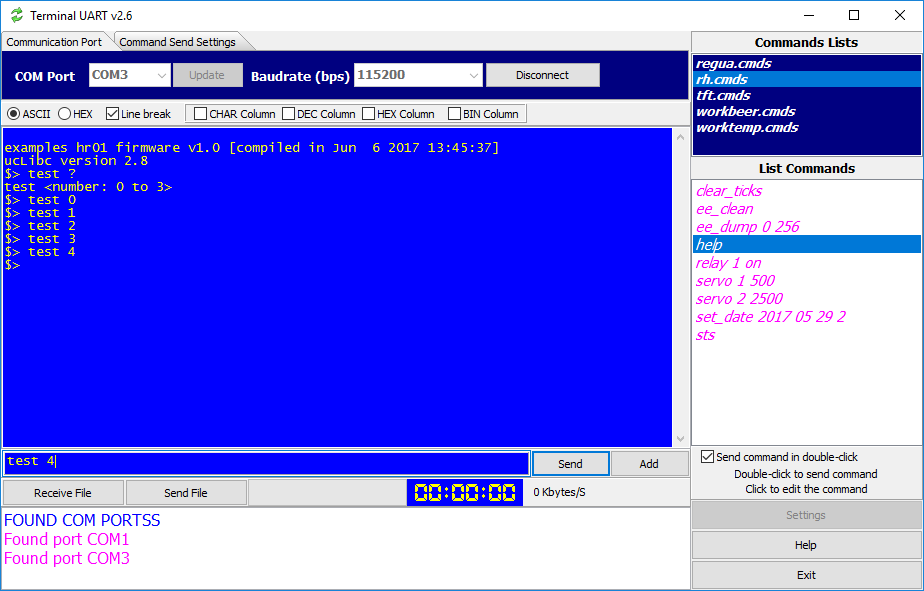 Terminal UART v2.6
Communication Port Command Send Settings
COM Port COM3 Update Baudrate (bps) 115200 Disconnect
ASCII HEX Line break CHAR Column DEC Column HEX Column BIN Column
examples hr01 firmware v1.0 [compiled in Jun  6 2017 13:45:37]
ucLibc version 2.8
$> test ?
test <number: 0 to 3>
$> test 0
$> test 1
$> test 2
$> test 3
$> test 4
$>
test 4 Send Add
Receive File Send File 00:00:00 0 Kbytes/S
FOUND COM PORTSS
Found port COM1
Found port COM3
Commands Lists
regua.cmds
rh.cmds
tft.cmds
workbeer.cmds
worktemp.cmds
List Commands
clear_ticks
ee_clean
ee_dump 0 256
help
relay 1 on
servo 1 500
servo 2 2500
set_date 2017 05 29 2
sts
Send command in double-click
Double-click to send command
Click to edit the command
Settings
Help
Exit